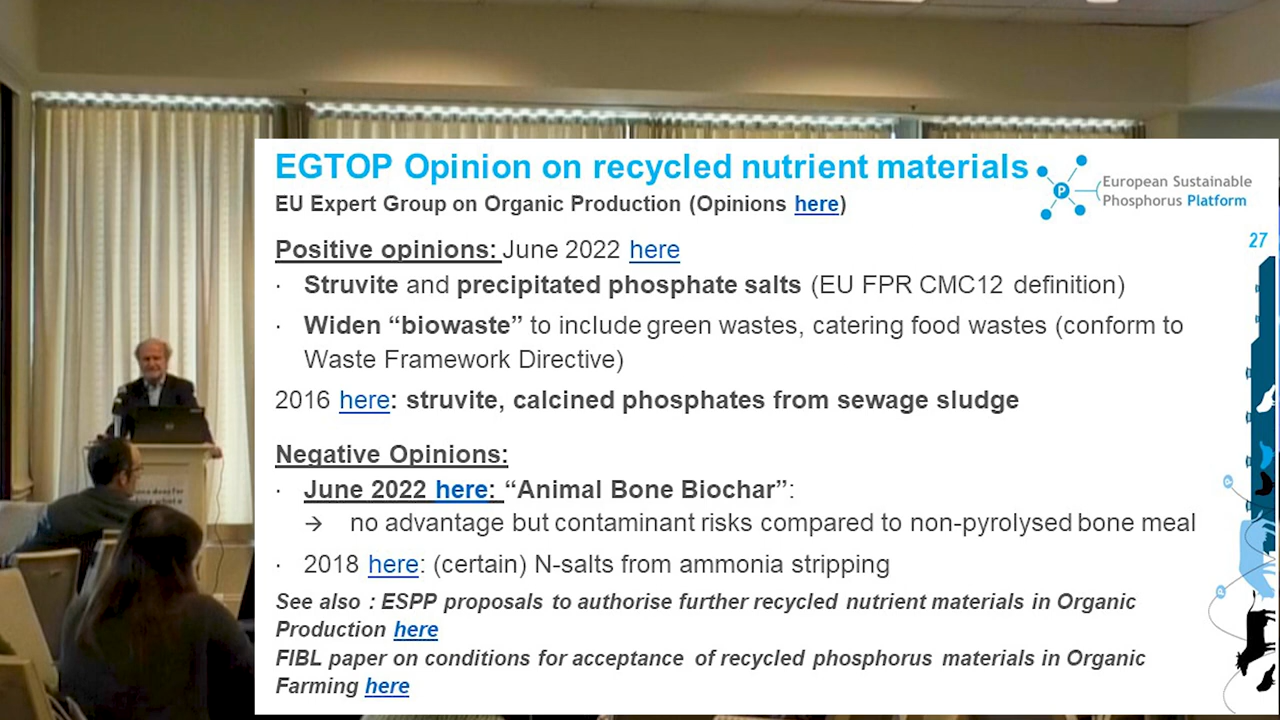 EGTOP Opinion on recycled nutrient materials
EU Expert Group on Organic Production (Opinions here)
European Sustainable
Phosphorus Platform
P
27
Positive opinions: June 2022 here
· Struvite and precipitated phosphate salts (EU FPR CMC12 definition)
· Widen “biowaste” to include green wastes, catering food wastes (conform to
Waste Framework Directive)
2016 here: struvite, calcined phosphates from sewage sludge
Negative Opinions:
· June 2022 here: “Animal Bone Biochar”:
→ no advantage but contaminant risks compared to non-pyrolysed bone meal
· 2018 here: (certain) N-salts from ammonia stripping
See also : ESPP proposals to authorise further recycled nutrient materials in Organic
Production here
FIBL paper on conditions for acceptance of recycled phosphorus materials in Organic
Farming here